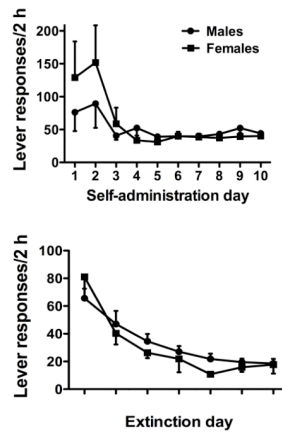 Lever responses/2 h
200
150
100
50
0
Males
Females
1 2 3 4 5 6 7 8 9 10
Self-administration day
Lever responses/2 h
100
80
60
40
20
0
Extinction day